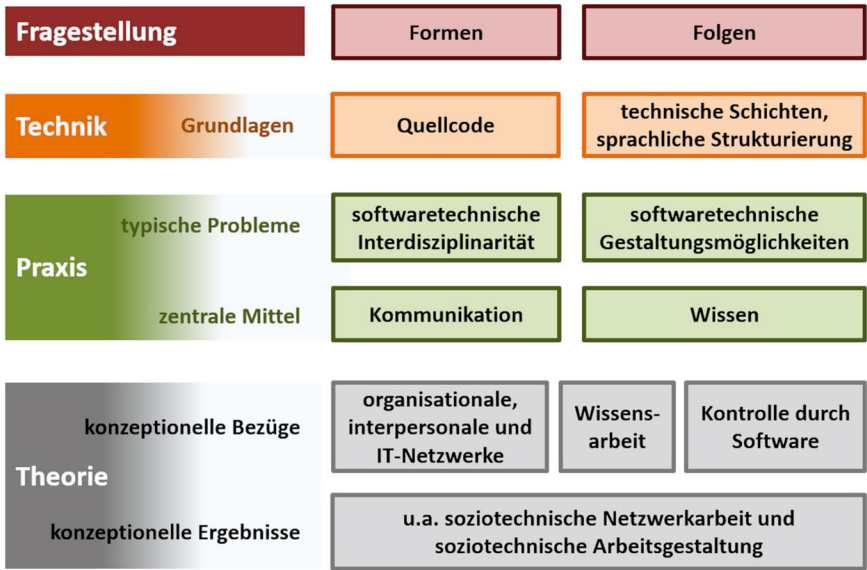 Fragestellung
Formen
Folgen
Technik
Grundlagen
Quellcode
technische Schichten,
sprachliche Strukturierung
Praxis
typische Probleme
softwaretechnische
Interdisziplinarität
softwaretechnische
Gestaltungsmöglichkeiten
zentrale Mittel
Kommunikation
Wissen
Theorie
konzeptionelle Bezüge
organisationale,
interpersonale und
IT-Netzwerke
Wissens-
arbeit
Kontrolle durch
Software
konzeptionelle Ergebnisse
u.a. soziotechnische Netzwerkarbeit und
soziotechnische Arbeitsgestaltung